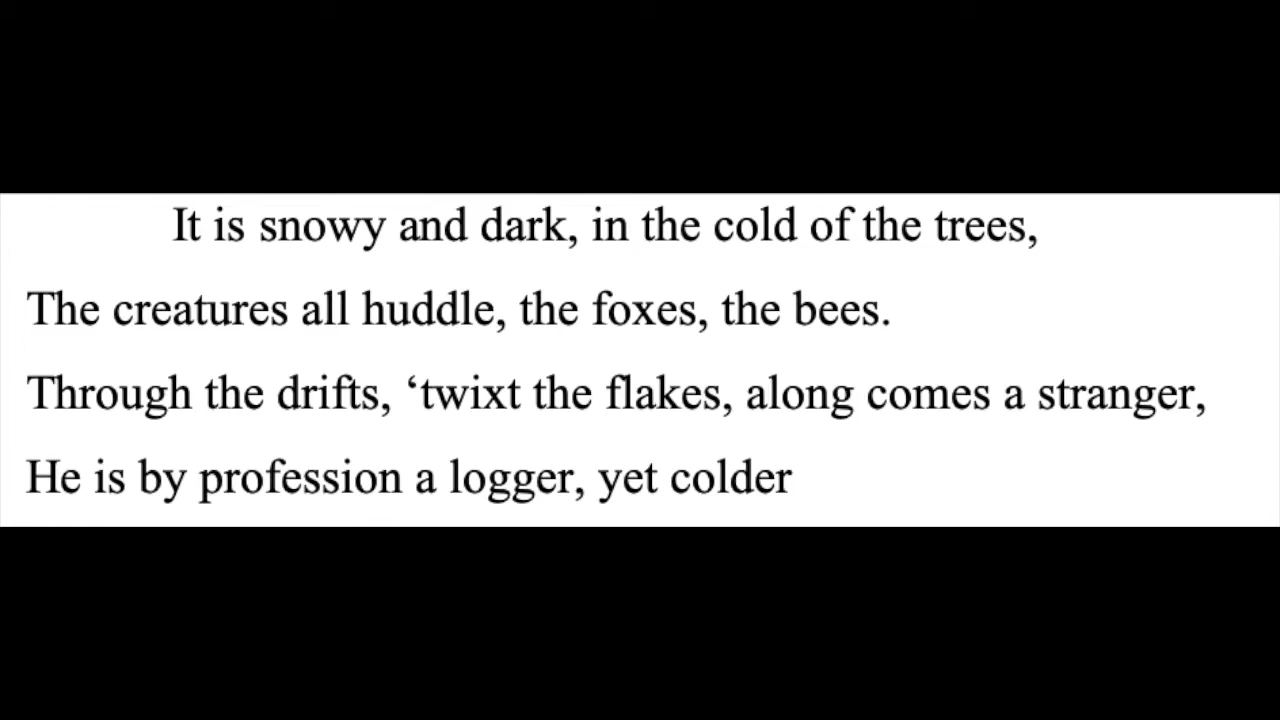 It is snowy and dark, in the cold of the trees,
The creatures all huddle, the foxes, the bees.
Through the drifts, ‘twixt the flakes, along comes a stranger,
He is by profession a logger, yet colder